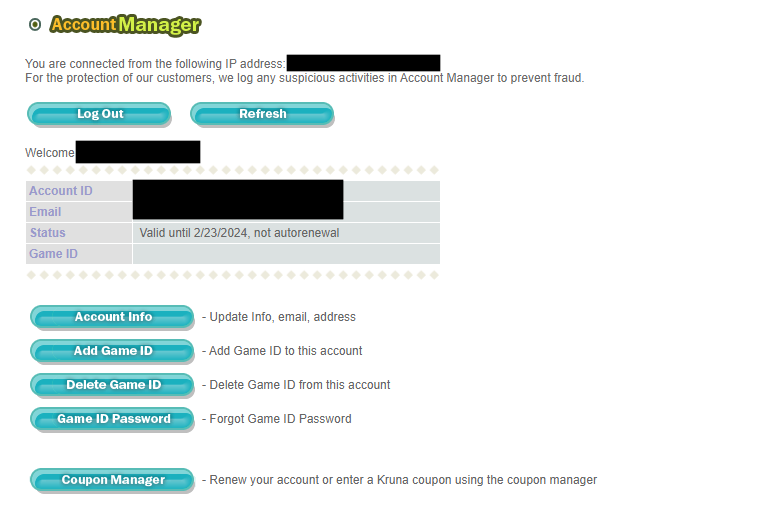 Account Manager
You are connected from the following IP address:
For the protection of our customers, we log any suspicious activities in Account Manager to prevent fraud.
Log Out Refresh
Welcome
Account ID
Email
Status Valid until 2/23/2024, not autorenewal
Game ID
Account Info - Update Info, email, address
Add Game ID - Add Game ID to this account
Delete Game ID - Delete Game ID from this account
Game ID Password - Forgot Game ID Password
Coupon Manager - Renew your account or enter a Kruna coupon using the coupon manager